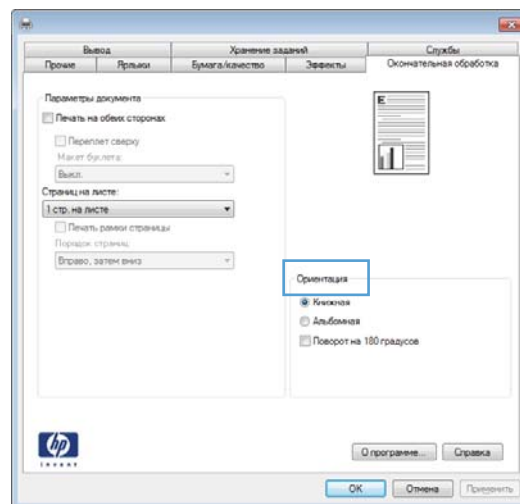 Вывод Хранение заданий Службы
Прочие Ярлыки Бумага/качество Эффекты Окончательная обработка
Параметры документа
Печать на обеих сторонах
Переплет сверху
Макет буклета:
Выкл.
Страниц на листе:
1 стр. на листе
Печать рамки страницы
Порядок страниц:
Вправо, затем вниз
E
Ориентация
Книжная
Альбомная
Поворот на 180 градусов
hp
invent
О программе... Справка
OK Отмена Применить